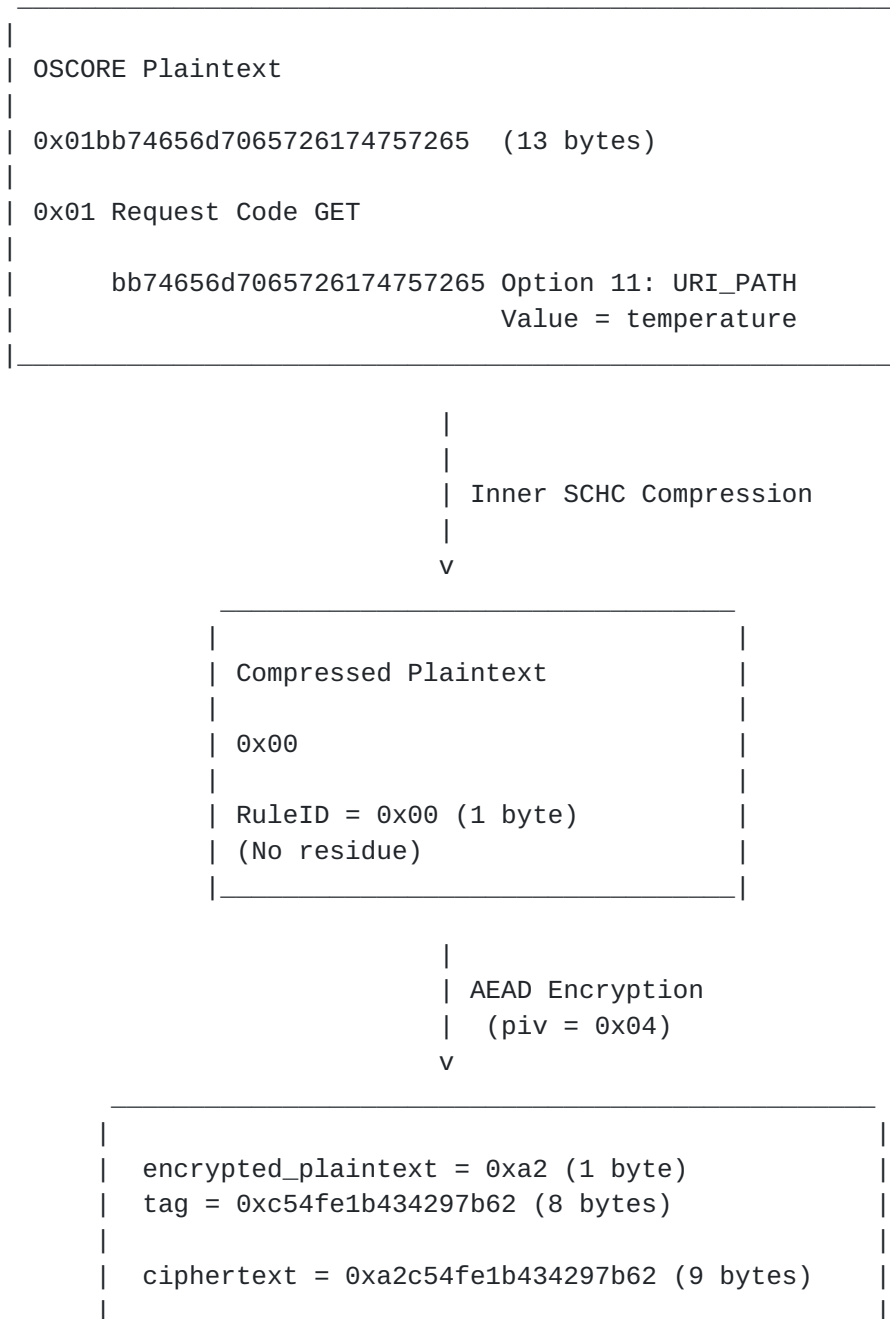 OSCORE Plaintext
0x01bb74656d7065726174757265  (13 bytes)
0x01 Request Code GET
bb74656d7065726174757265 Option 11: URI_PATH
Value = temperature
Inner SCHC Compression
v
Compressed Plaintext
0x00
RuleID = 0x00 (1 byte)
(No residue)
AEAD Encryption
(piv = 0x04)
v
encrypted_plaintext = 0xa2 (1 byte)
tag = 0xc54fe1b434297b62 (8 bytes)
ciphertext = 0xa2c54fe1b434297b62 (9 bytes)